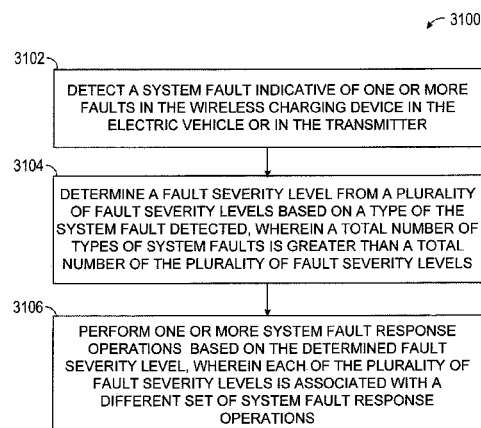 3100
3102
DETECT A SYSTEM FAULT INDICATIVE OF ONE OR MORE
FAULTS IN THE WIRELESS CHARGING DEVICE IN THE
ELECTRIC VEHICLE OR IN THE TRANSMITTER
3104
DETERMINE A FAULT SEVERITY LEVEL FROM A PLURALITY
OF FAULT SEVERITY LEVELS BASED ON A TYPE OF THE
SYSTEM FAULT DETECTED, WHEREIN A TOTAL NUMBER OF
TYPES OF SYSTEM FAULTS IS GREATER THAN A TOTAL
NUMBER OF THE PLURALITY OF FAULT SEVERITY LEVELS
3106
PERFORM ONE OR MORE SYSTEM FAULT RESPONSE
OPERATIONS BASED ON THE DETERMINED FAULT
SEVERITY LEVEL, WHEREIN EACH OF THE PLURALITY OF
FAULT SEVERITY LEVELS IS ASSOCIATED WITH A
DIFFERENT SET OF SYSTEM FAULT RESPONSE
OPERATIONS